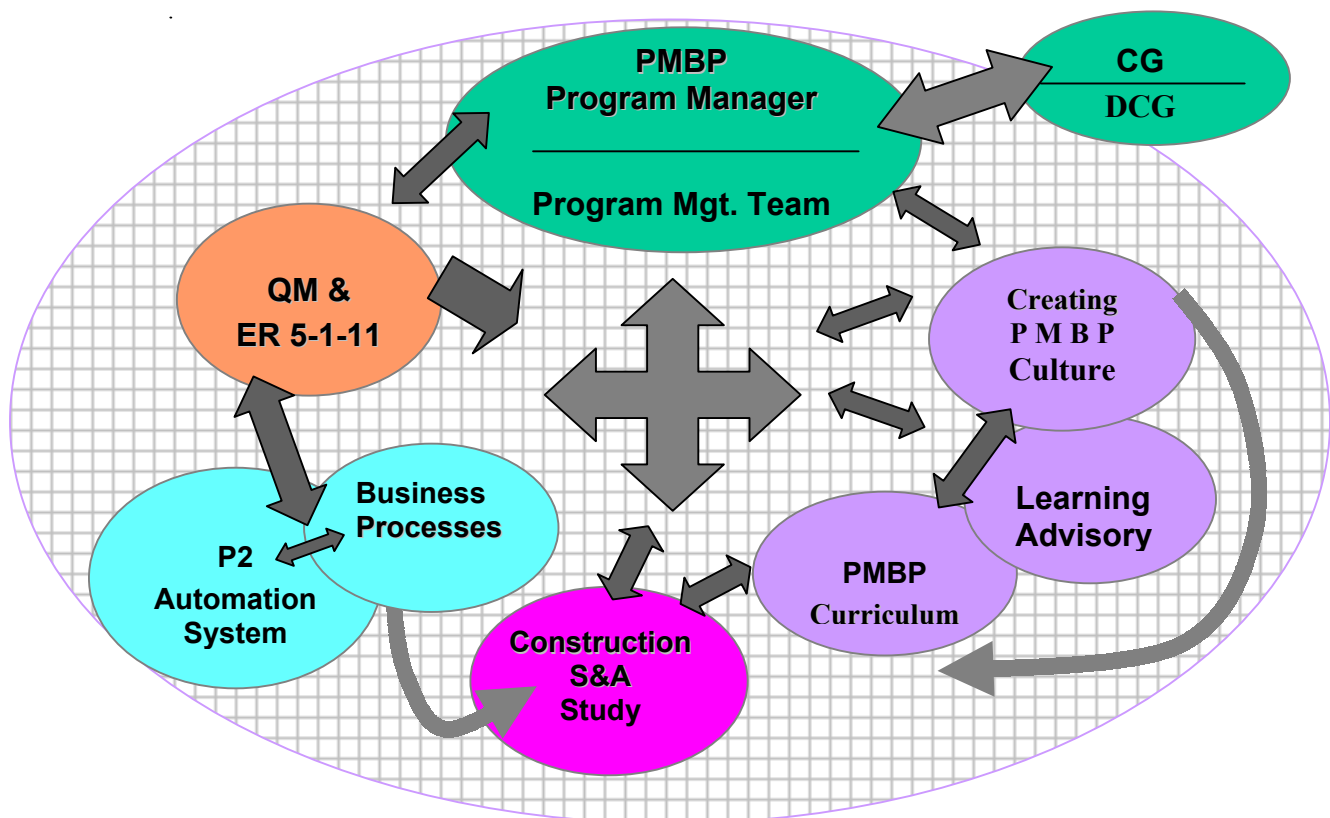 PMBP
Program Manager
Program Mgt. Team
CG
DCG
QM &
ER 5-1-11
Creating
P M B P
Culture
Learning
Advisory
PMBP
Curriculum
Business
Processes
P2
Automation
System
Construction
S&A
Study